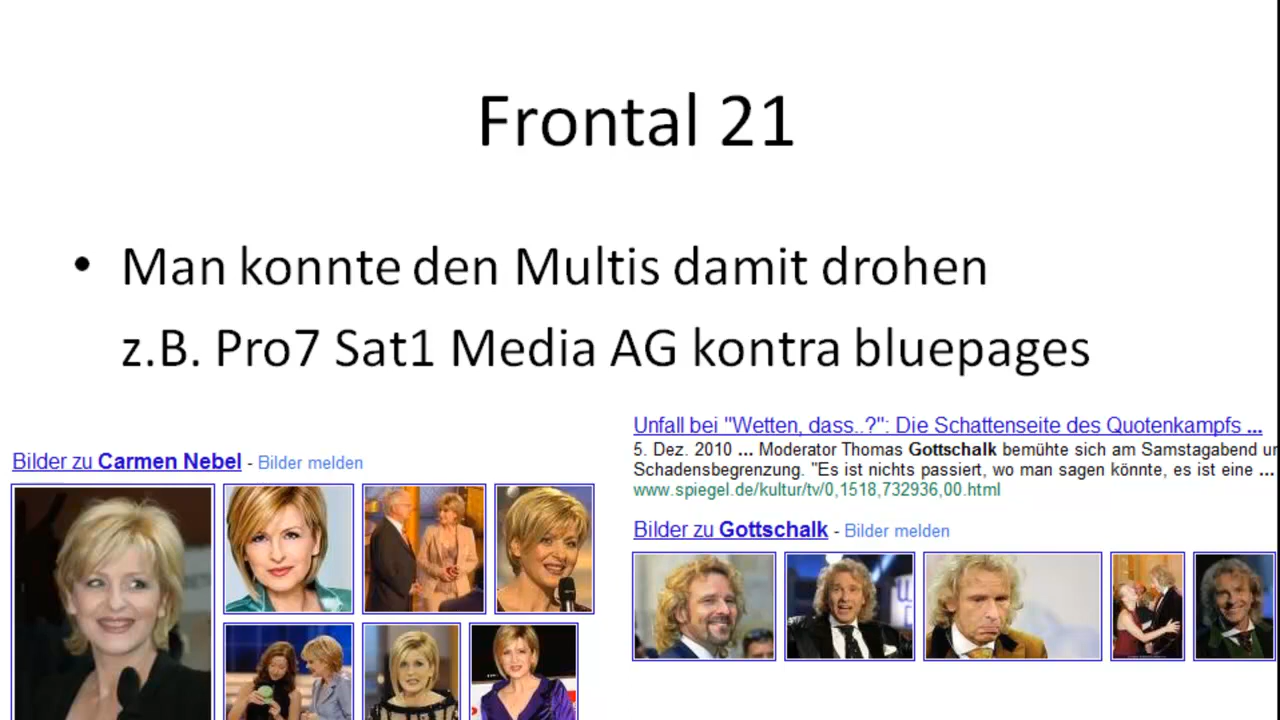 Frontal 21
• Man konnte den Multis damit drohen
z.B. Pro7 Sat1 Media AG kontra bluepages
Bilder zu Carmen Nebel - Bilder melden
Unfall bei "Wetten, dass..?": Die Schattenseite des Quotenkampfs ...
5. Dez. 2010 ... Moderator Thomas Gottschalk bemühte sich am Samstagabend
Schadensbegrenzung. "Es ist nichts passiert, wo man sagen könnte, es ist eine ...
www.spiegel.de/kultur/tv/0,1518,732936,00.html
Bilder zu Gottschalk - Bilder melden